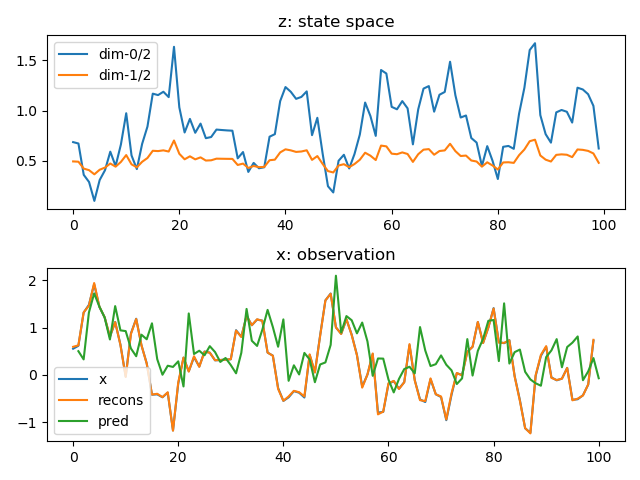 z: state space
dim-0/2
dim-1/2
1.5
1.0
0.5
0 20 40 60 80 100
x: observation
2
1
0
−1
x
recons
pred
0 20 40 60 80 100